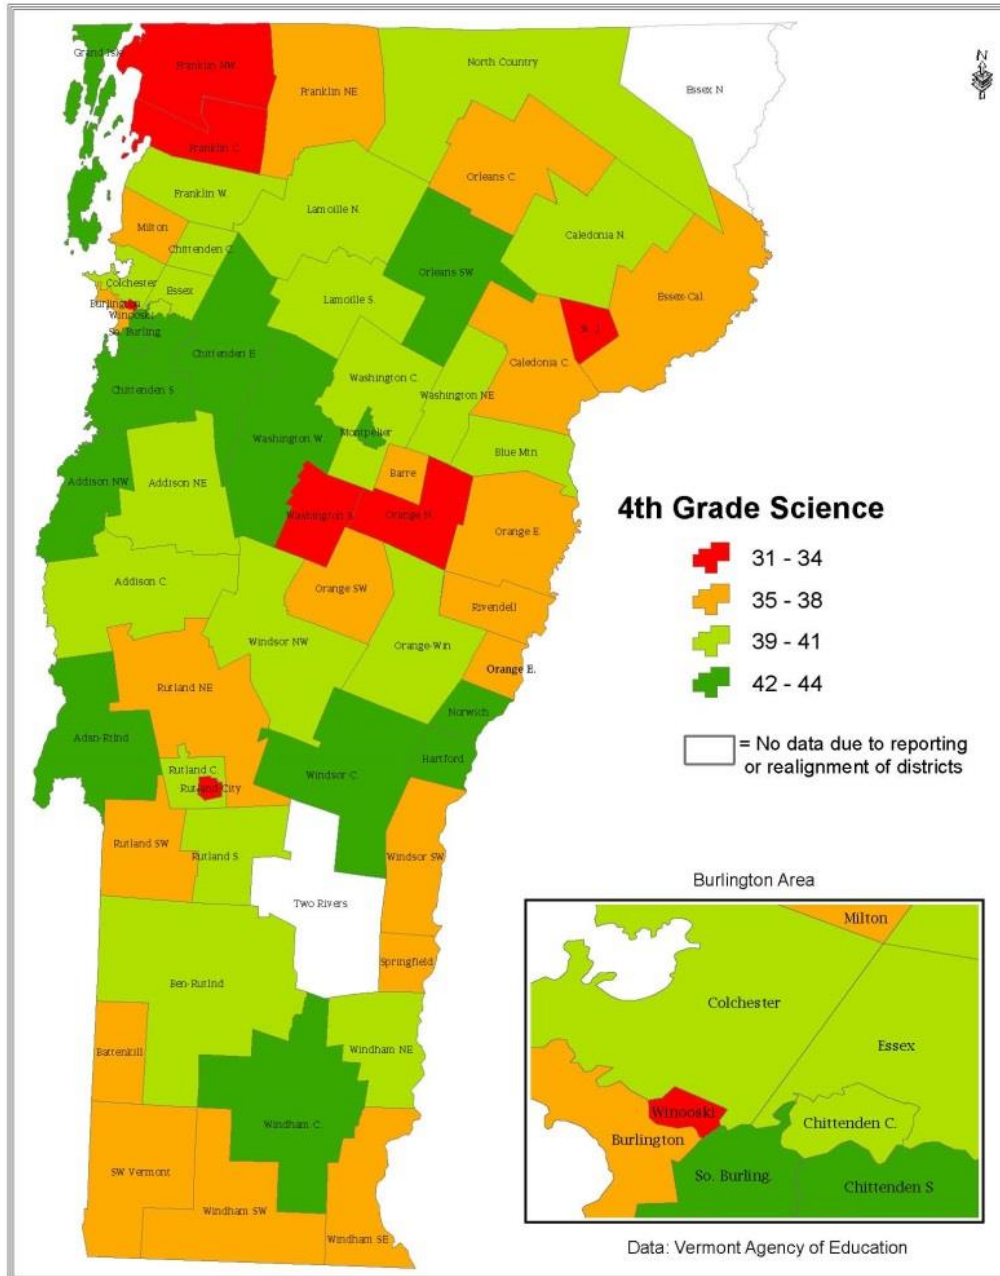 N
Grand Isle
Franklin NW.
Franklin NE
North Country
Essex N
Franklin C.
Orleans C.
Franklin W.
Lamoille N.
Milton
Caledonia N.
Chittenden C.
Orleans SW
Colchester
Essex
Essex-Cal.
Burlington
Lamoille S.
Winooski
So. Burling.
St. J.
Chittenden E
Caledonia C.
Washington C.
Chittenden S
Washington NE
Montpelier
Washington W.
Blue Mtn
Barre
Addison NW
Addison NE
4th Grade Science
Washington S.
Orange N.
Orange E.
31 - 34
Addison C.
Orange SW
35 - 38
Rivendell
Windsor NW
Orange-Win
39 - 41
Orange E.
Rutland NE
42 - 44
Norwich
Addn-Rtlnd
= No data due to reporting
or realignment of districts
Hartford
Rutland C.
Windsor C.
Rutland City
Rutland SW
Rutland S.
Windsor SW
Burlington Area
Two Rivers
Milton
Springfield
Ben-Rutlnd
Colchester
Essex
Battenkill
Windham NE
Winooski
Chittenden C.
Windham C.
Burlington
SW Vermont
So. Burling.
Chittenden S
Windham SW
Windham SE
Data: Vermont Agency of Education